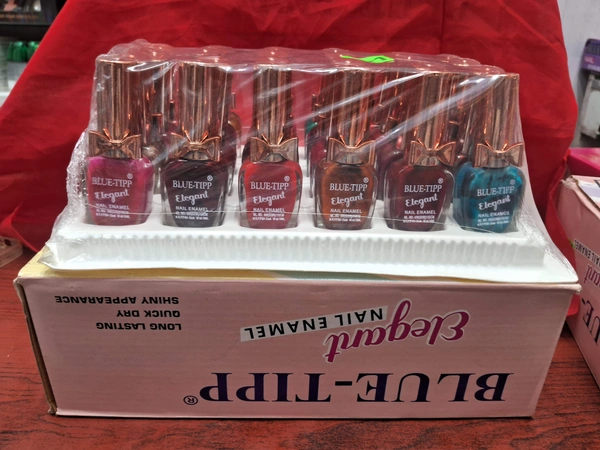 BLUE-TIPP
Elegant
NAIL ENAMEL
BLUE-TIPP
Elegant
NAIL ENAMEL
BLUE-TIPP
Elegant
NAIL ENAMEL
BLUE-TIPP
Elegant
NAIL ENAMEL
BLUE-TIPP
Elegant
NAIL ENAMEL
BLUE-TIPP
Elegant
NAIL ENAMEL
BLUE-TIPP®
Elegant
NAIL ENAMEL
LONG LASTING
QUICK DRY
SHINY APPEARANCE